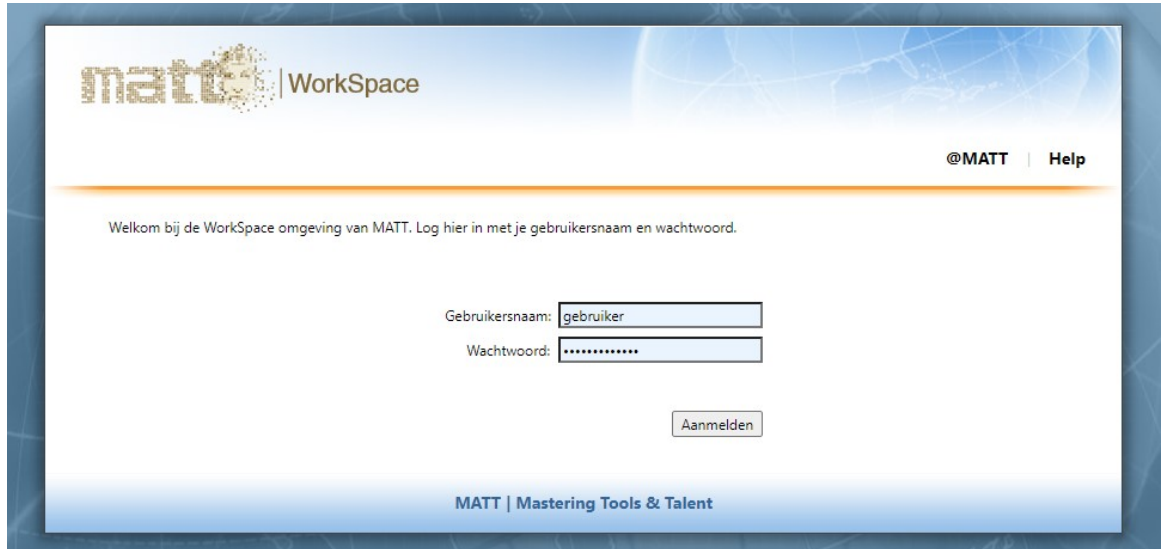 matt | WorkSpace
@MATT | Help
Welkom bij de WorkSpace omgeving van MATT. Log hier in met je gebruikersnaam en wachtwoord.
Gebruikersnaam: gebruiker
Wachtwoord: •••••••••••••
Aanmelden
MATT | Mastering Tools & Talent